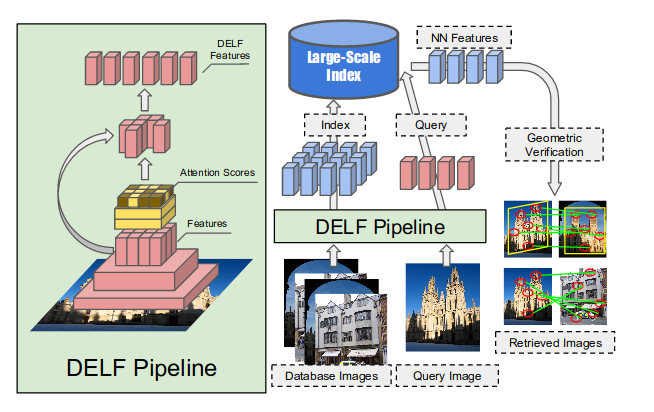 DELF
Features
Attention Scores
Features
DELF Pipeline
Large-Scale
Index
NN Features
Index
Query
Geometric
Verification
DELF Pipeline
Database Images
Query Image
Retrieved Images